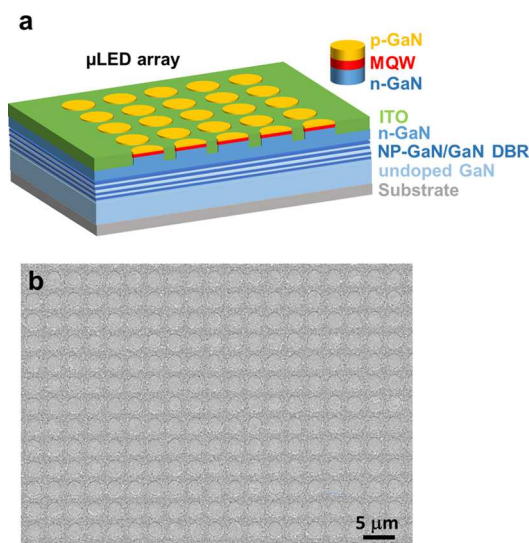 a
p-GaN
MQW
n-GaN
μLED array
ITO
n-GaN
NP-GaN/GaN DBR
undoped GaN
Substrate
b
5 μm